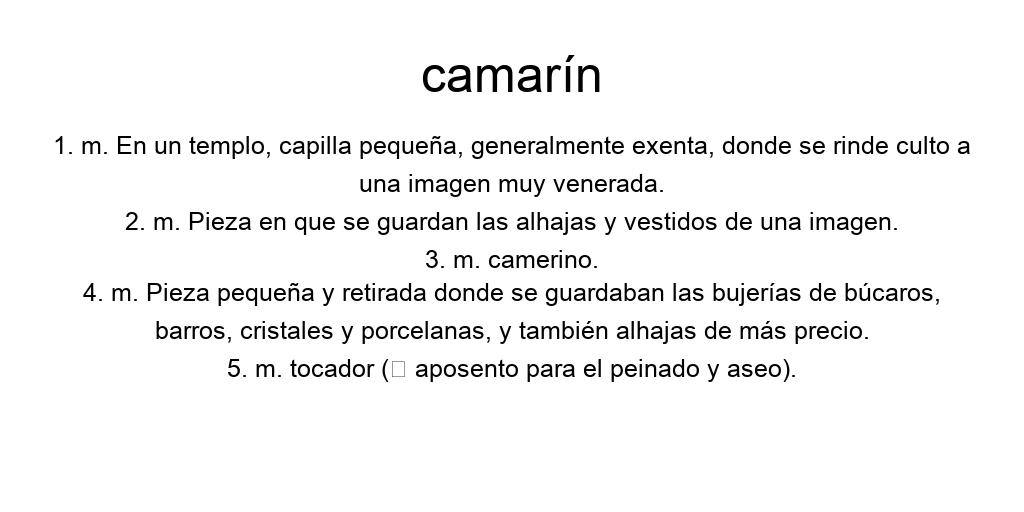 camarín
1. m. En un templo, capilla pequeña, generalmente exenta, donde se rinde culto a
una imagen muy venerada.
2. m. Pieza en que se guardan las alhajas y vestidos de una imagen.
3. m. camerino.
4. m. Pieza pequeña y retirada donde se guardaban las bujerías de búcaros,
barros, cristales y porcelanas, y también alhajas de más precio.
5. m. tocador (□ aposento para el peinado y aseo).